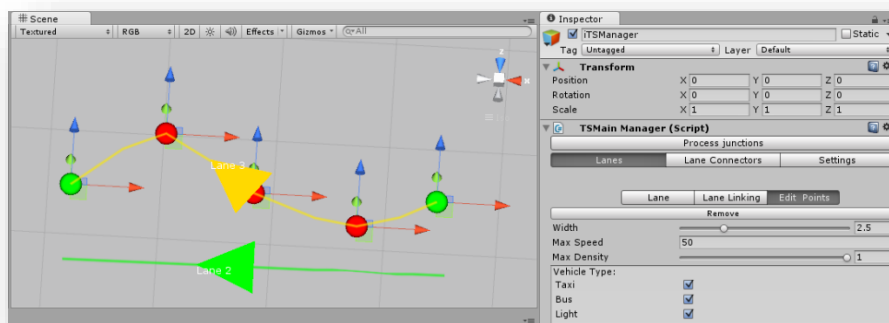 Scene
Textured RGB 2D Effects Gizmos All
Lane 3
Lane 2
z
x
Inspector
iTSManager Static
Tag Untagged Layer Default
Transform
Position X 0 Y 0 Z 0
Rotation X 0 Y 0 Z 0
Scale X 1 Y 1 Z 1
TSMain Manager (Script)
Process junctions
Lanes Lane Connectors Settings
Lane Lane Linking Edit Points
Remove
Width 2.5
Max Speed 50
Max Density 1
Vehicle Type:
Taxi
Bus
Light